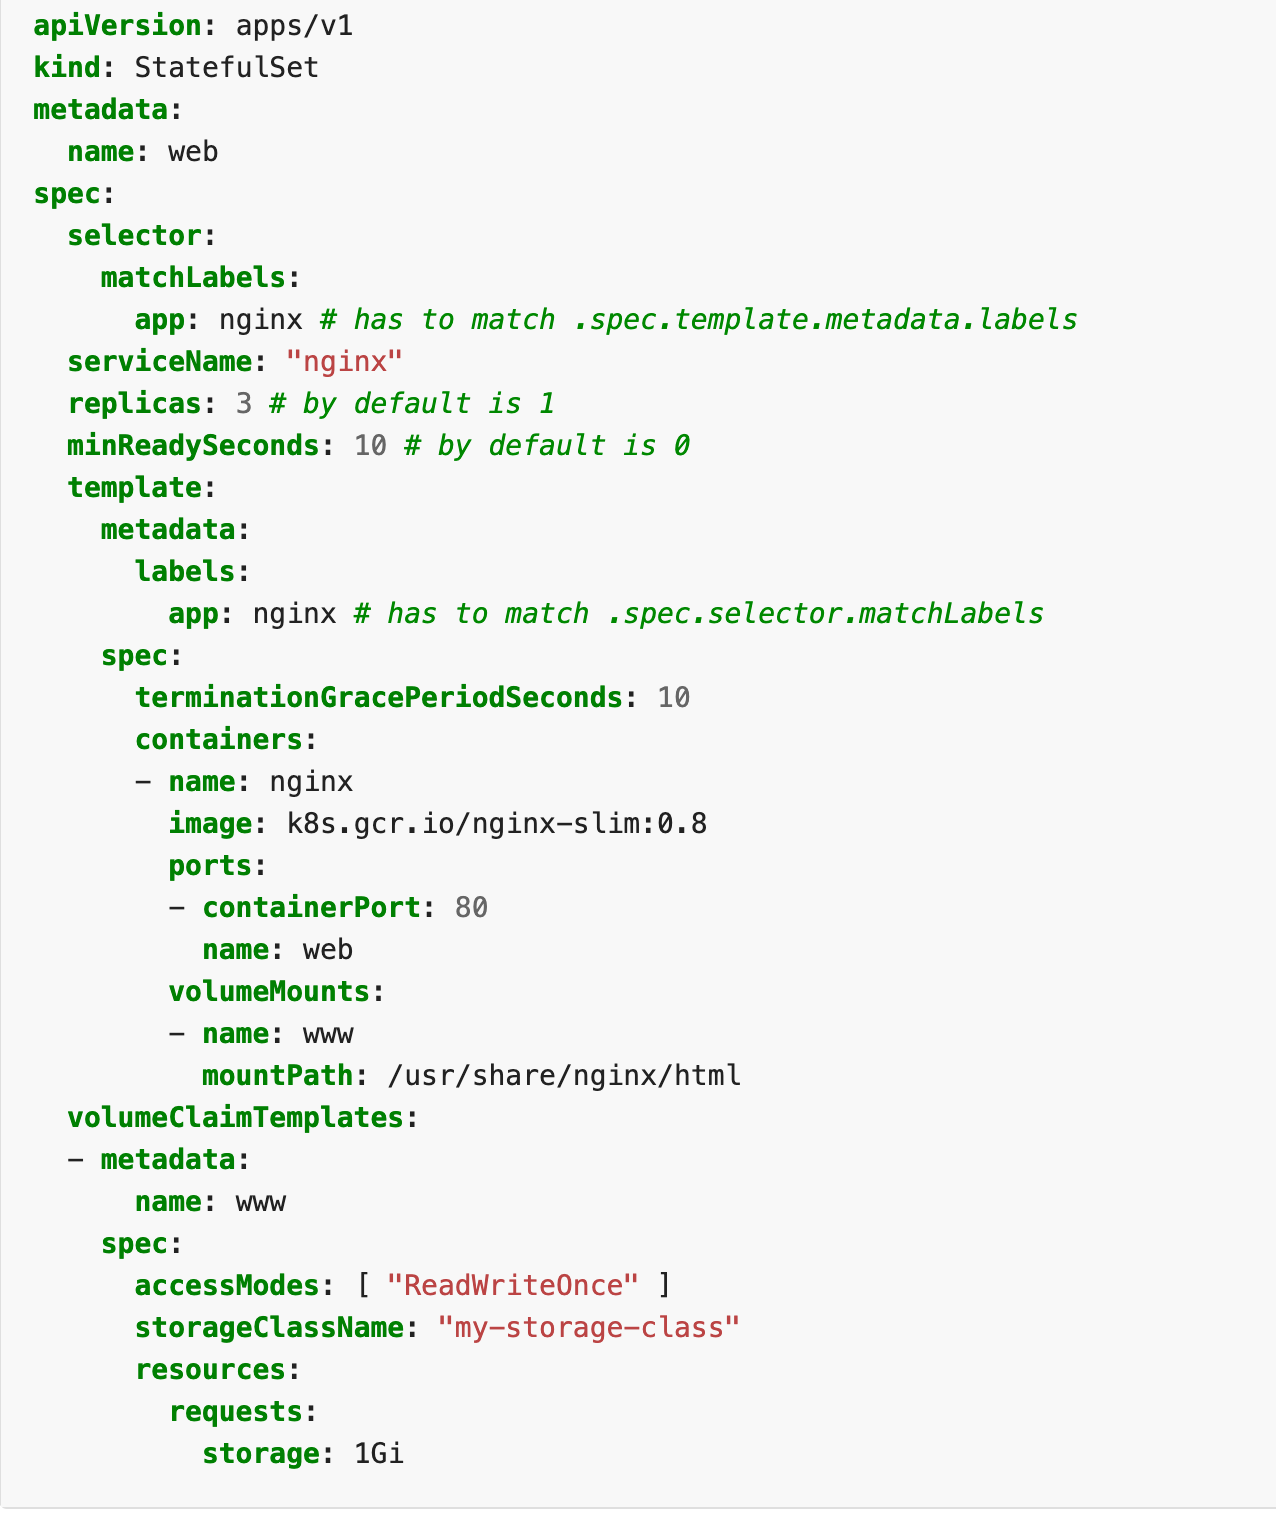 apiVersion: apps/v1
kind: StatefulSet
metadata:
  name: web
spec:
  selector:
    matchLabels:
      app: nginx # has to match .spec.template.metadata.labels
  serviceName: "nginx"
  replicas: 3 # by default is 1
  minReadySeconds: 10 # by default is 0
  template:
    metadata:
      labels:
        app: nginx # has to match .spec.selector.matchLabels
    spec:
      terminationGracePeriodSeconds: 10
      containers:
      - name: nginx
        image: k8s.gcr.io/nginx-slim:0.8
        ports:
        - containerPort: 80
          name: web
        volumeMounts:
        - name: www
          mountPath: /usr/share/nginx/html
  volumeClaimTemplates:
  - metadata:
      name: www
    spec:
      accessModes: [ "ReadWriteOnce" ]
      storageClassName: "my-storage-class"
      resources:
        requests:
          storage: 1Gi